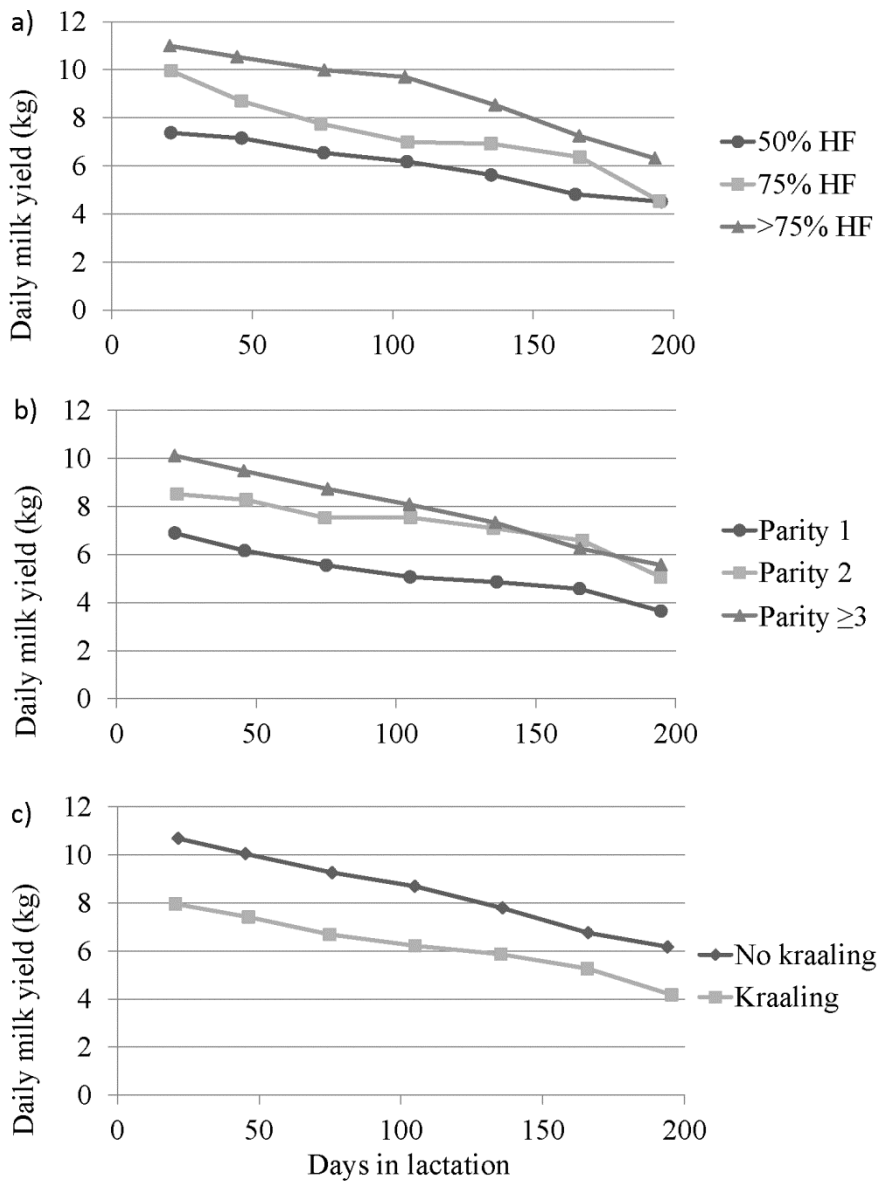 a)
Daily milk yield (kg)
12
10
8
6
4
2
0
0 50 100 150 200
50% HF
75% HF
>75% HF
b)
Daily milk yield (kg)
12
10
8
6
4
2
0
0 50 100 150 200
Parity 1
Parity 2
Parity ≥3
c)
Daily milk yield (kg)
12
10
8
6
4
2
0
0 50 100 150 200
Days in lactation
No kraaling
Kraaling